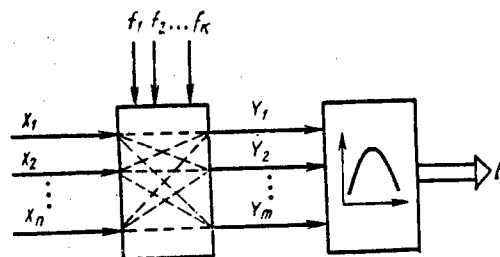 f₁ f₂ ... fₖ
X₁ Y₁
X₂ Y₂
Xₙ Yₘ